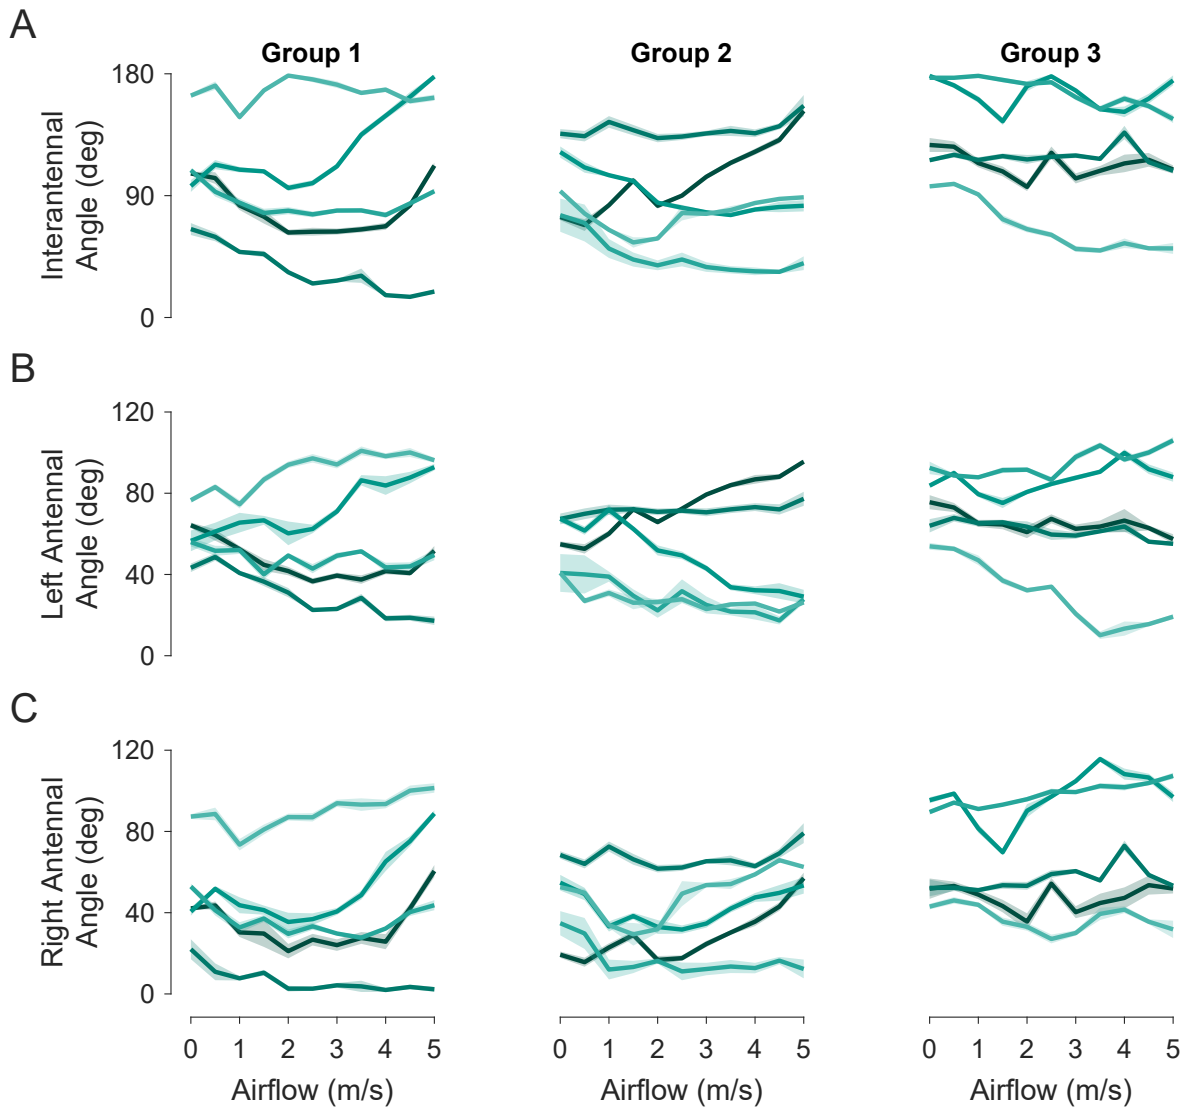 A
Group 1
Group 2
Group 3
Interantennal
Angle (deg)
180
90
0
B
Left Antennal
Angle (deg)
120
80
40
0
C
Right Antennal
Angle (deg)
120
80
40
0
0 1 2 3 4 5
0 1 2 3 4 5
0 1 2 3 4 5
Airflow (m/s)
Airflow (m/s)
Airflow (m/s)